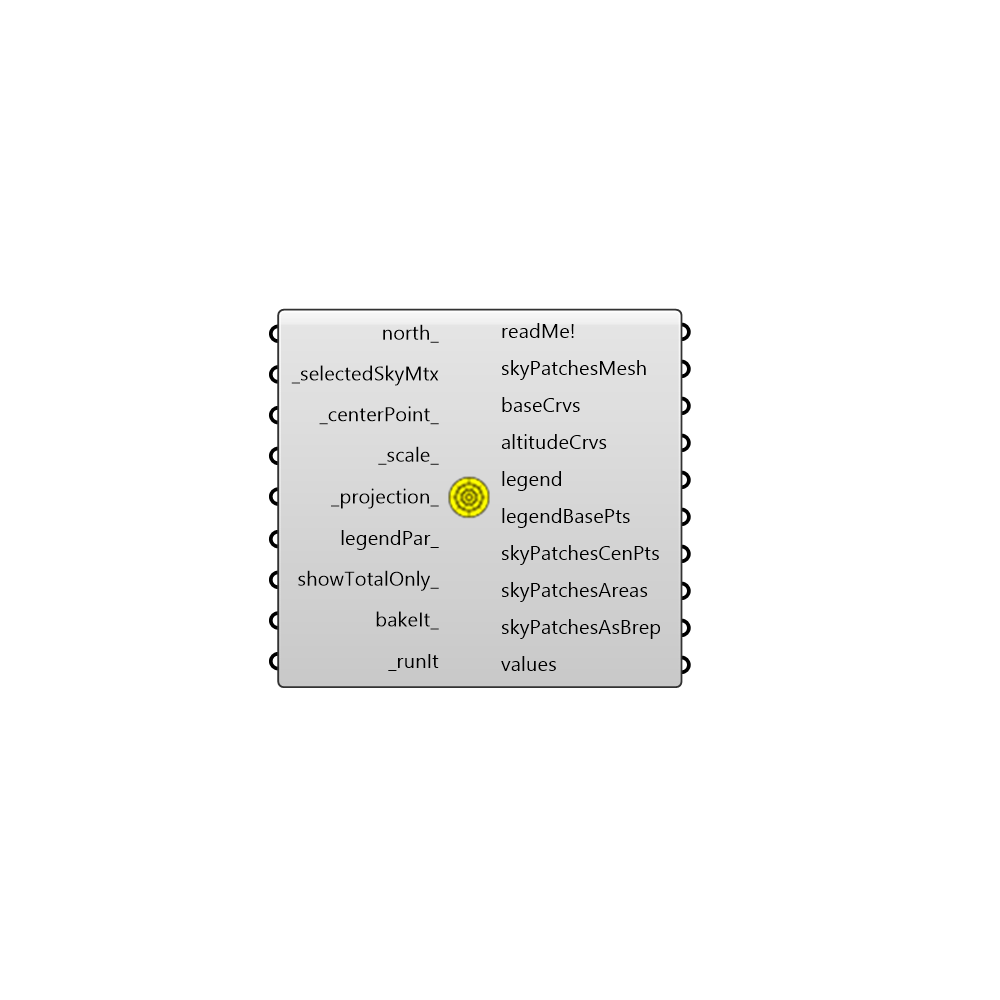 north_
_selectedSkyMtx
_centerPoint_
_scale_
_projection_
legendPar_
showTotalOnly_
bakeIt_
_runIt
readMe!
skyPatchesMesh
baseCrvs
altitudeCrvs
legend
legendBasePts
skyPatchesCenPts
skyPatchesAreas
skyPatchesAsBrep
values